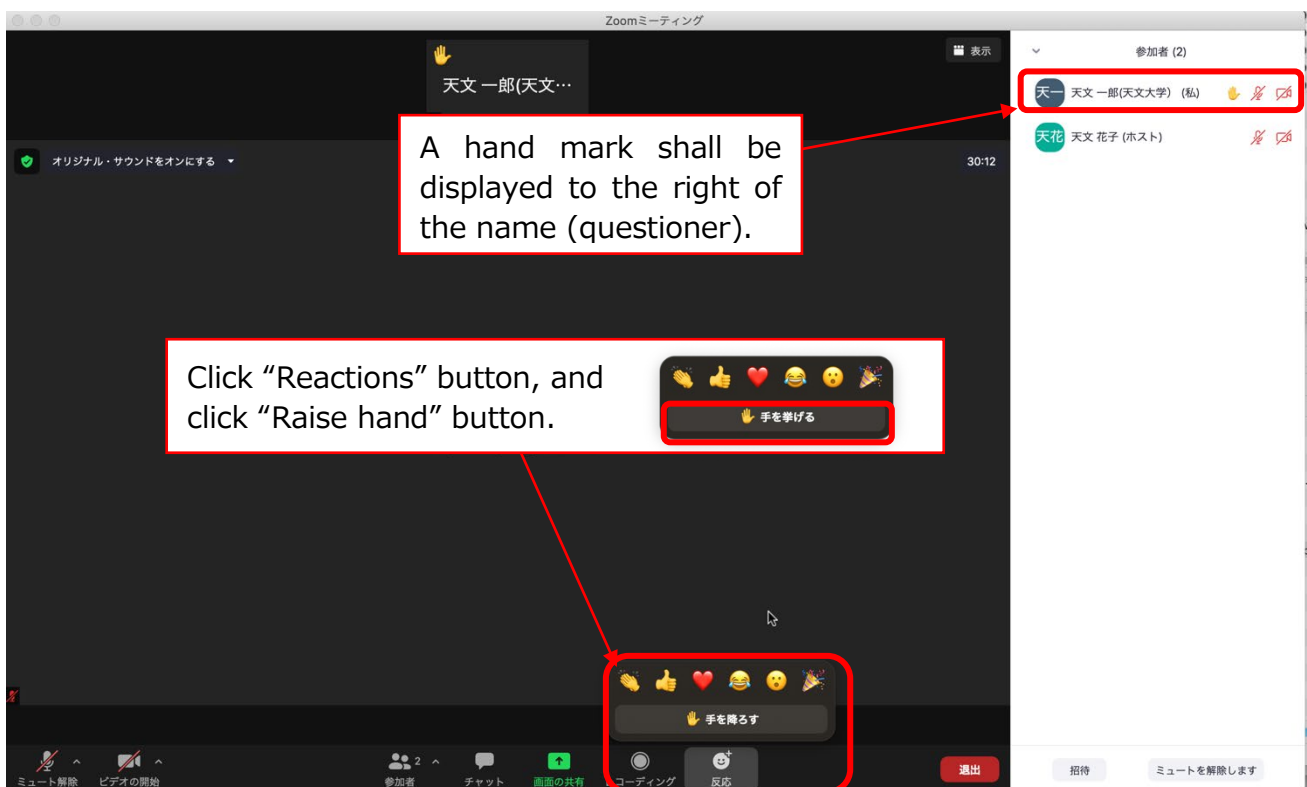 Zoomミーティング
天文 一郎(天文…
表示
参加者 (2)
天一 天文 一郎(天文大学) (私)
天花 天文 花子 (ホスト)
オリジナル・サウンドをオンにする
30:12
A hand mark shall be
displayed to the right of
the name (questioner).
Click “Reactions” button, and
click “Raise hand” button.
手を挙げる
手を降ろす
ミュート解除
ビデオの開始
2
参加者
チャット
画面の共有
コーディング
反応
退出
招待
ミュートを解除します